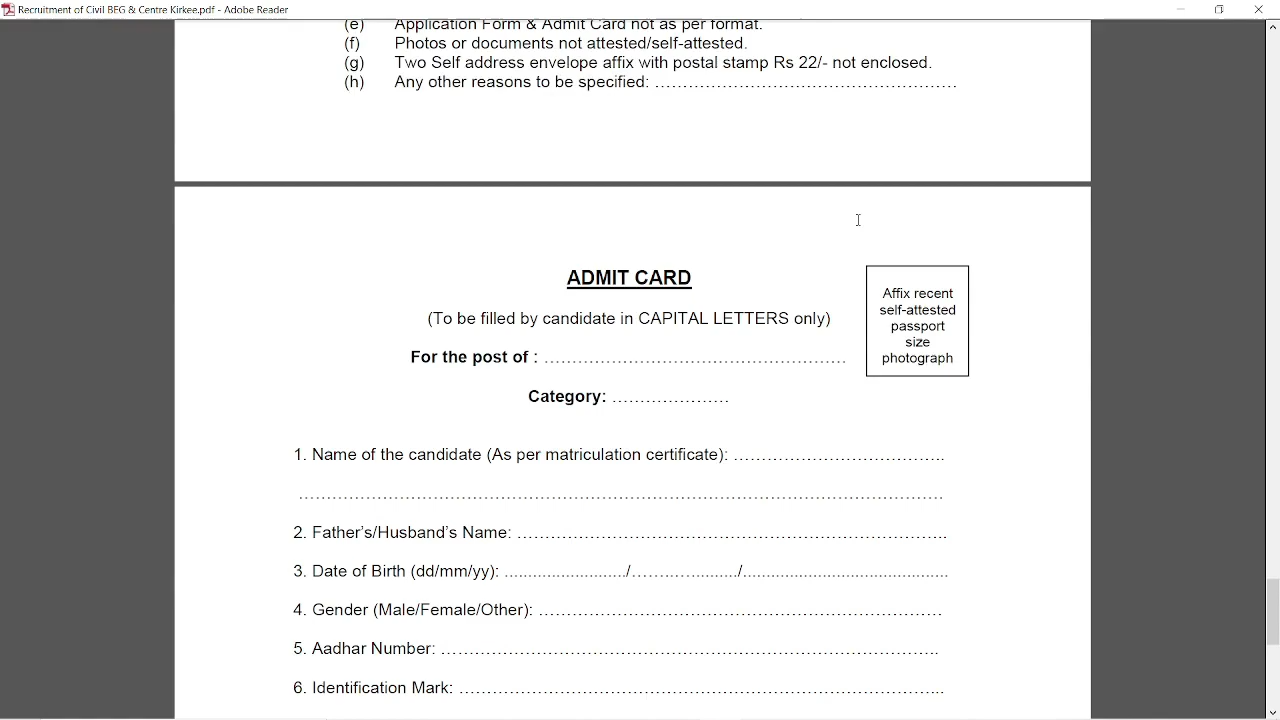 Recruitment of Civil BEG & Centre Kirkee.pdf - Adobe Reader
(e) Application Form & Admit Card not as per format.
(f) Photos or documents not attested/self-attested.
(g) Two Self address envelope affix with postal stamp Rs 22/- not enclosed.
(h) Any other reasons to be specified: ………………………………………………
ADMIT CARD
(To be filled by candidate in CAPITAL LETTERS only)
For the post of : ………………………………………………
Category: …………………
Affix recent
self-attested
passport
size
photograph
1. Name of the candidate (As per matriculation certificate): ………………………………..
……………………………………………………………………………………………………
2. Father’s/Husband’s Name: …………………………………………………………………..
3. Date of Birth (dd/mm/yy): ........................../……………........./............................................
4. Gender (Male/Female/Other): ………………………………………………………………
5. Aadhar Number: ……………………………………………………………………………..
6. Identification Mark: …………………………………………………………………………...